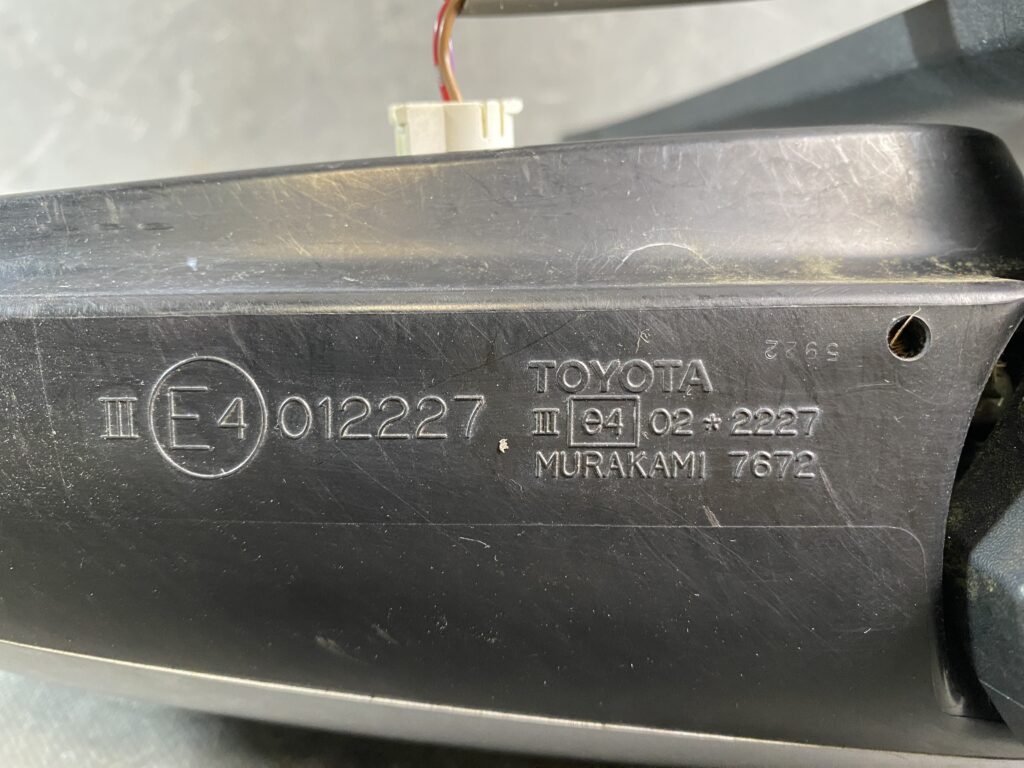 III E4 012227
TOYOTA
III e4 02 * 2227
MURAKAMI 7672
5922